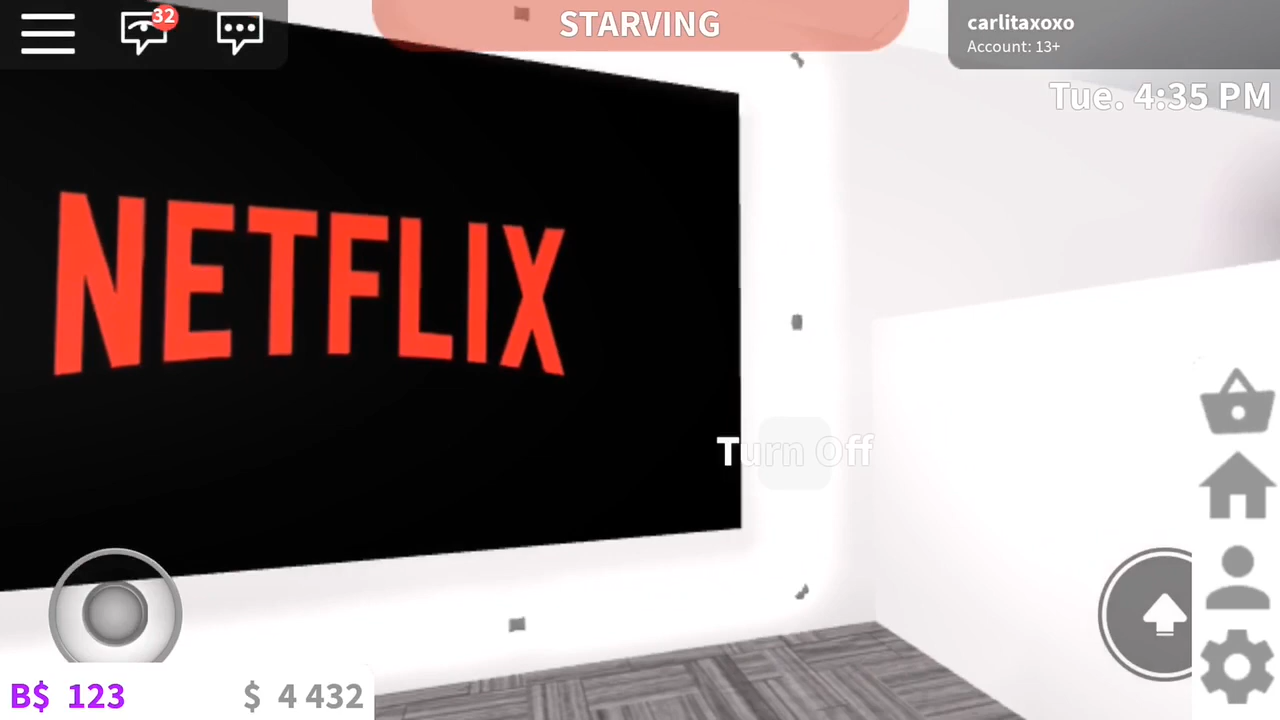 32
STARVING
carlitaxoxo
Account: 13+
Tue. 4:35 PM
NETFLIX
Turn Off
B$ 123
$ 4 432